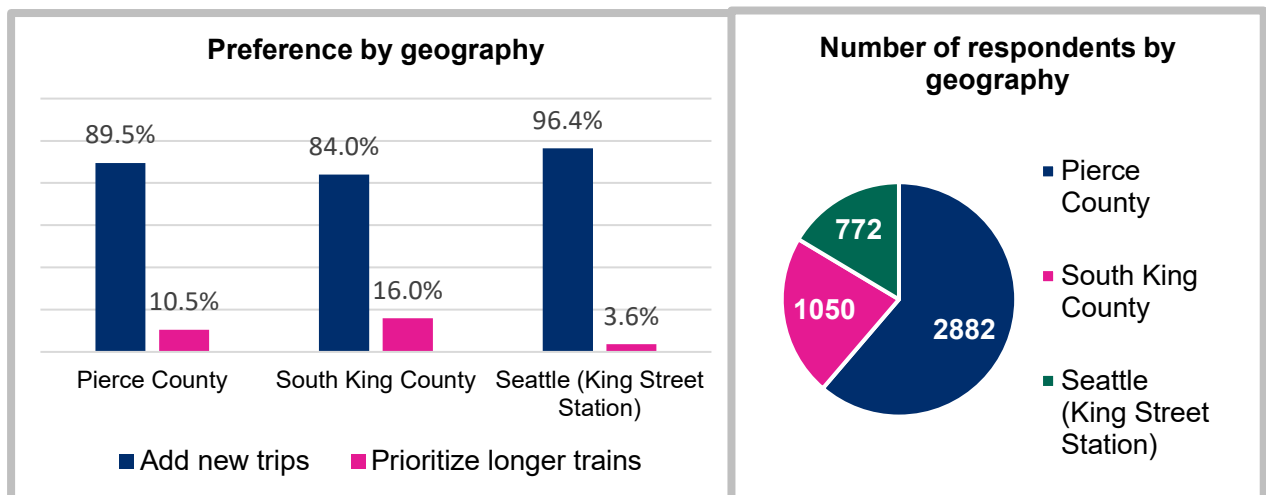 Preference by geography
89.5%
84.0%
96.4%
10.5%
16.0%
3.6%
Pierce County
South King County
Seattle (King Street
Station)
Add new trips
Prioritize longer trains
Number of respondents by
geography
772
1050
2882
Pierce
County
South King
County
Seattle
(King Street
Station)